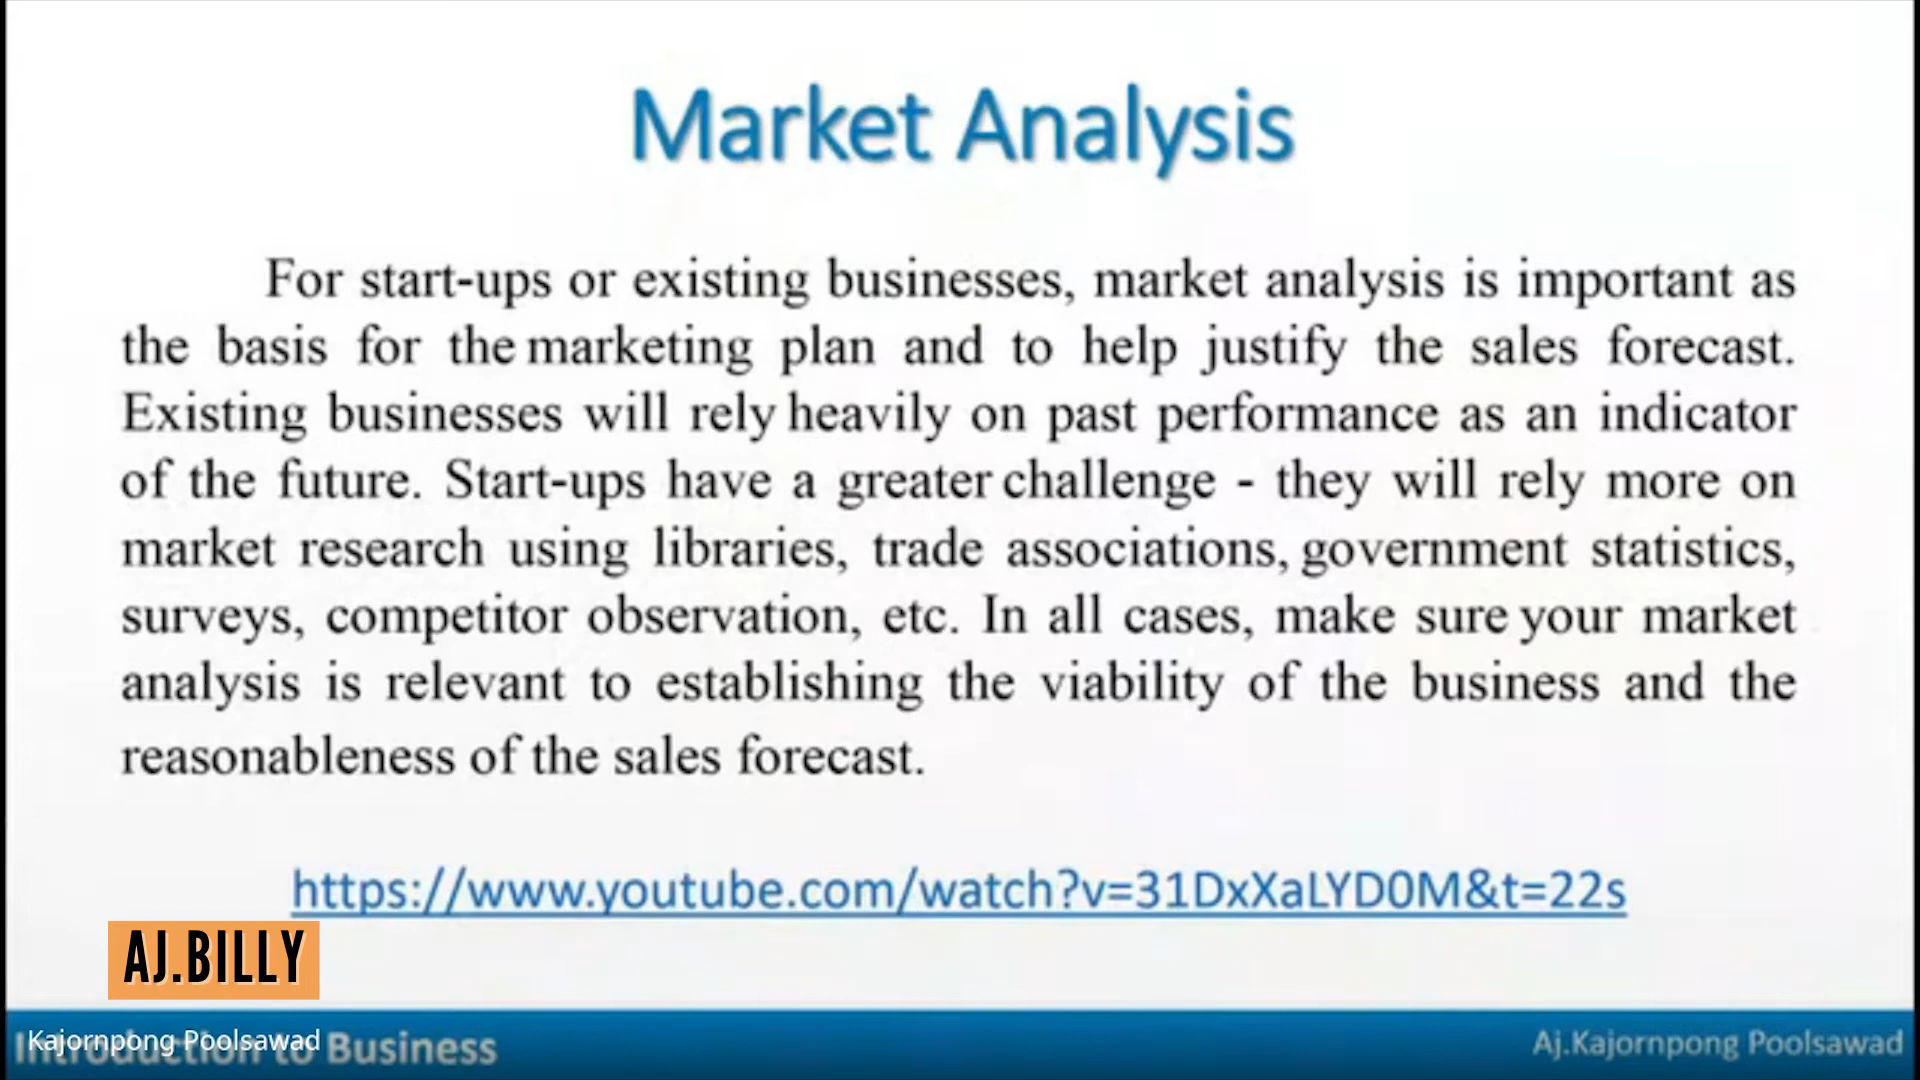 Market Analysis
For start-ups or existing businesses, market analysis is important as
the basis for the marketing plan and to help justify the sales forecast.
Existing businesses will rely heavily on past performance as an indicator
of the future. Start-ups have a greater challenge - they will rely more on
market research using libraries, trade associations, government statistics,
surveys, competitor observation, etc. In all cases, make sure your market
analysis is relevant to establishing the viability of the business and the
reasonableness of the sales forecast.
https://www.youtube.com/watch?v=31DxXaLYD0M&t=22s
AJ.BILLY
Kajornpong Poolsawad
Introduction to Business
Aj.Kajornpong Poolsawad